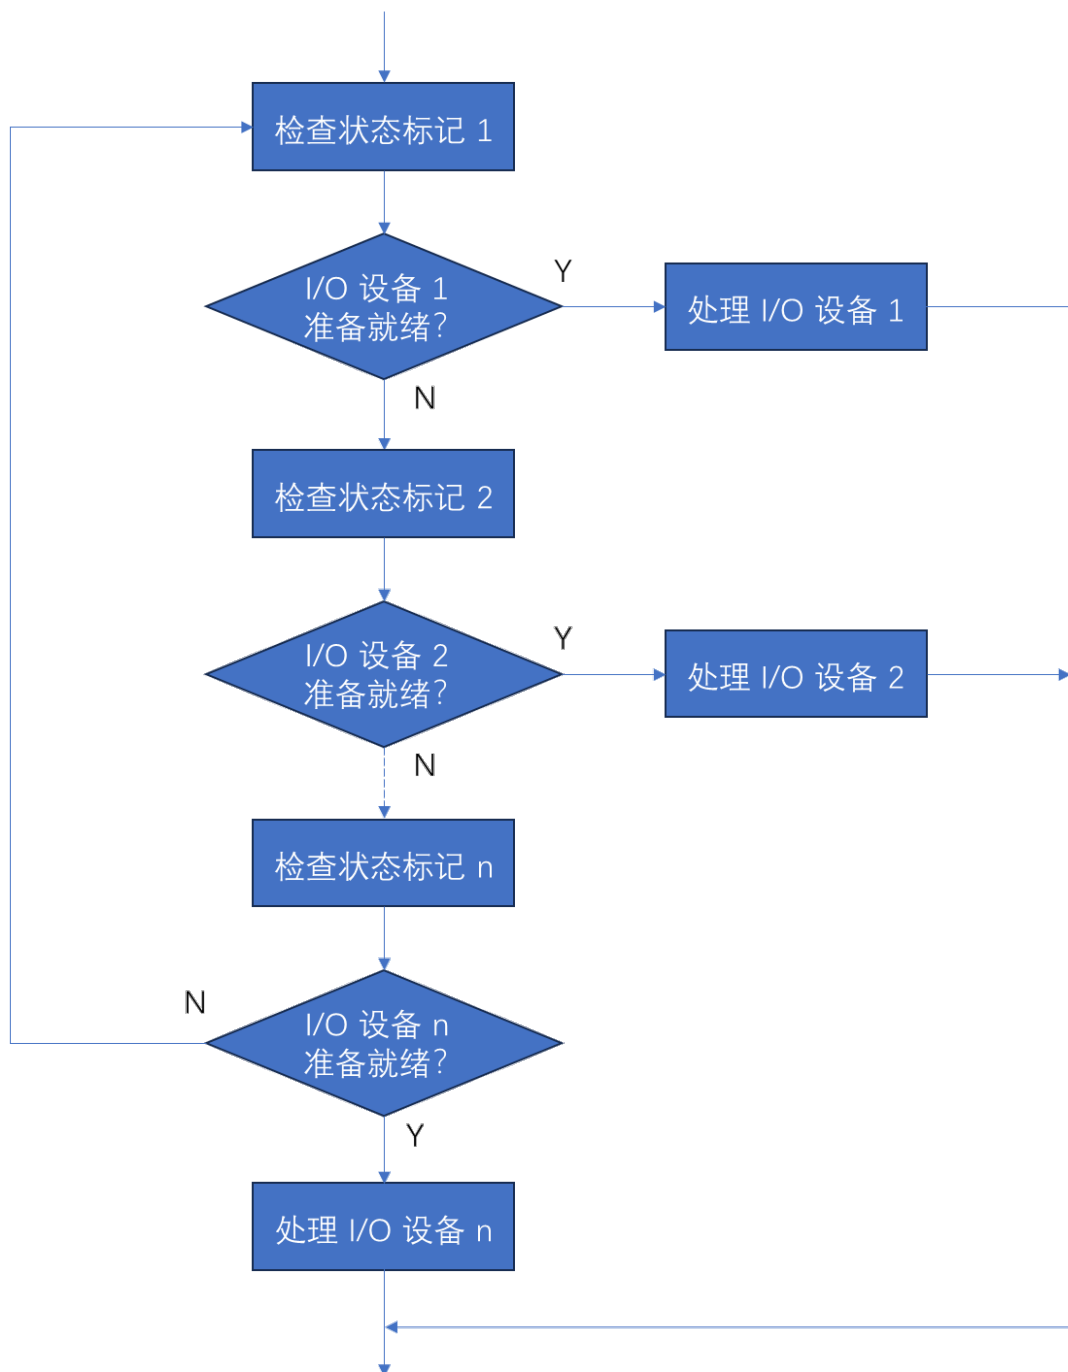 检查状态标记 1
I/O 设备 1
准备就绪?
Y
处理 I/O 设备 1
N
检查状态标记 2
I/O 设备 2
准备就绪?
Y
处理 I/O 设备 2
N
检查状态标记 n
N
I/O 设备 n
准备就绪?
Y
处理 I/O 设备 n